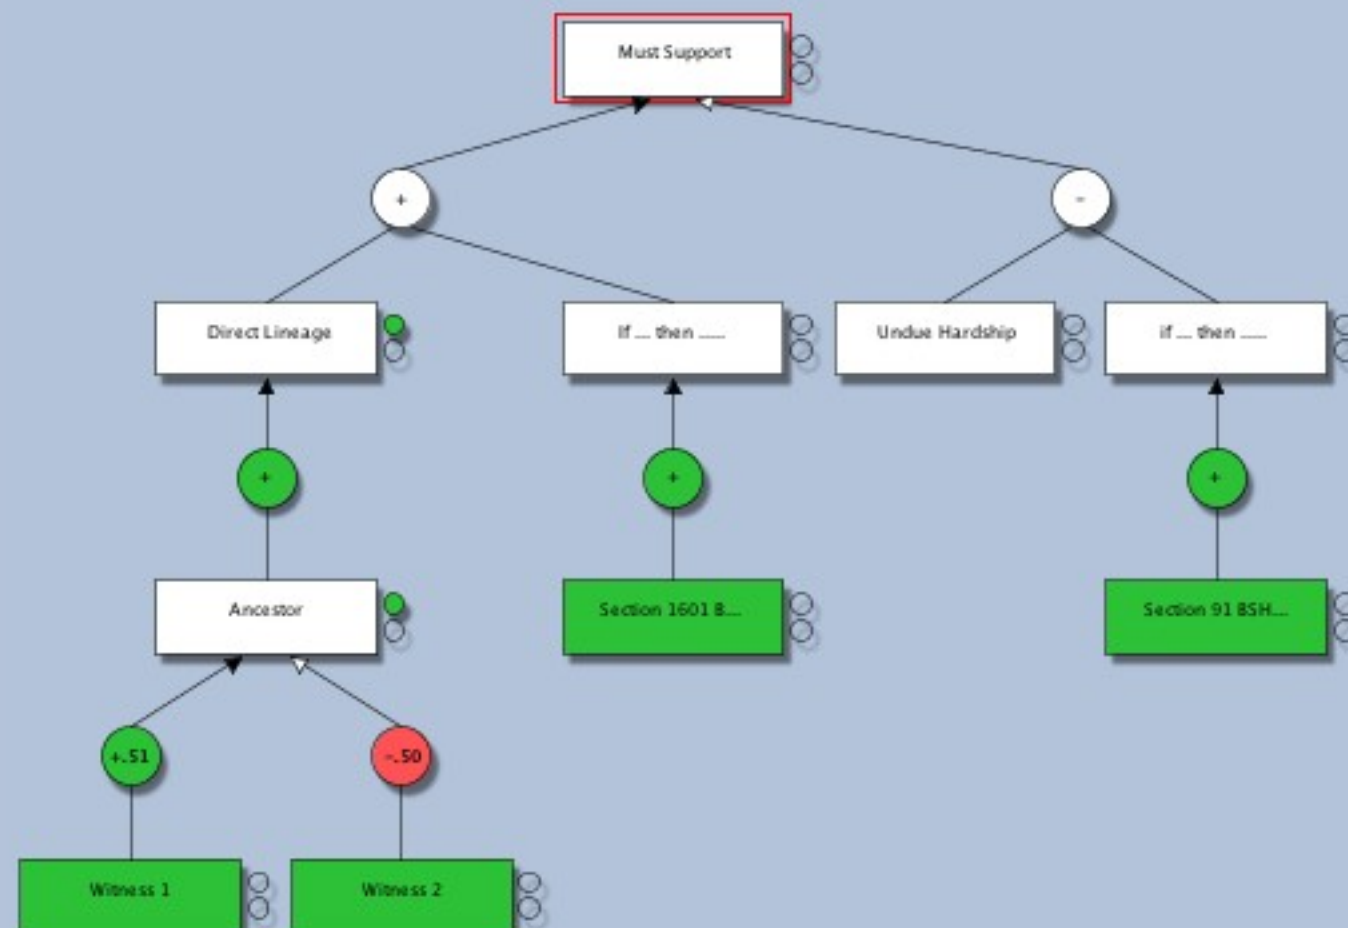 Must Support
+
-
Direct Lineage
If ... then .....
Undue Hardship
if ... then .....
+
+
+
Ancestor
Section 1601 B...
Section 91 BSH...
+.51
-.50
Witness 1
Witness 2